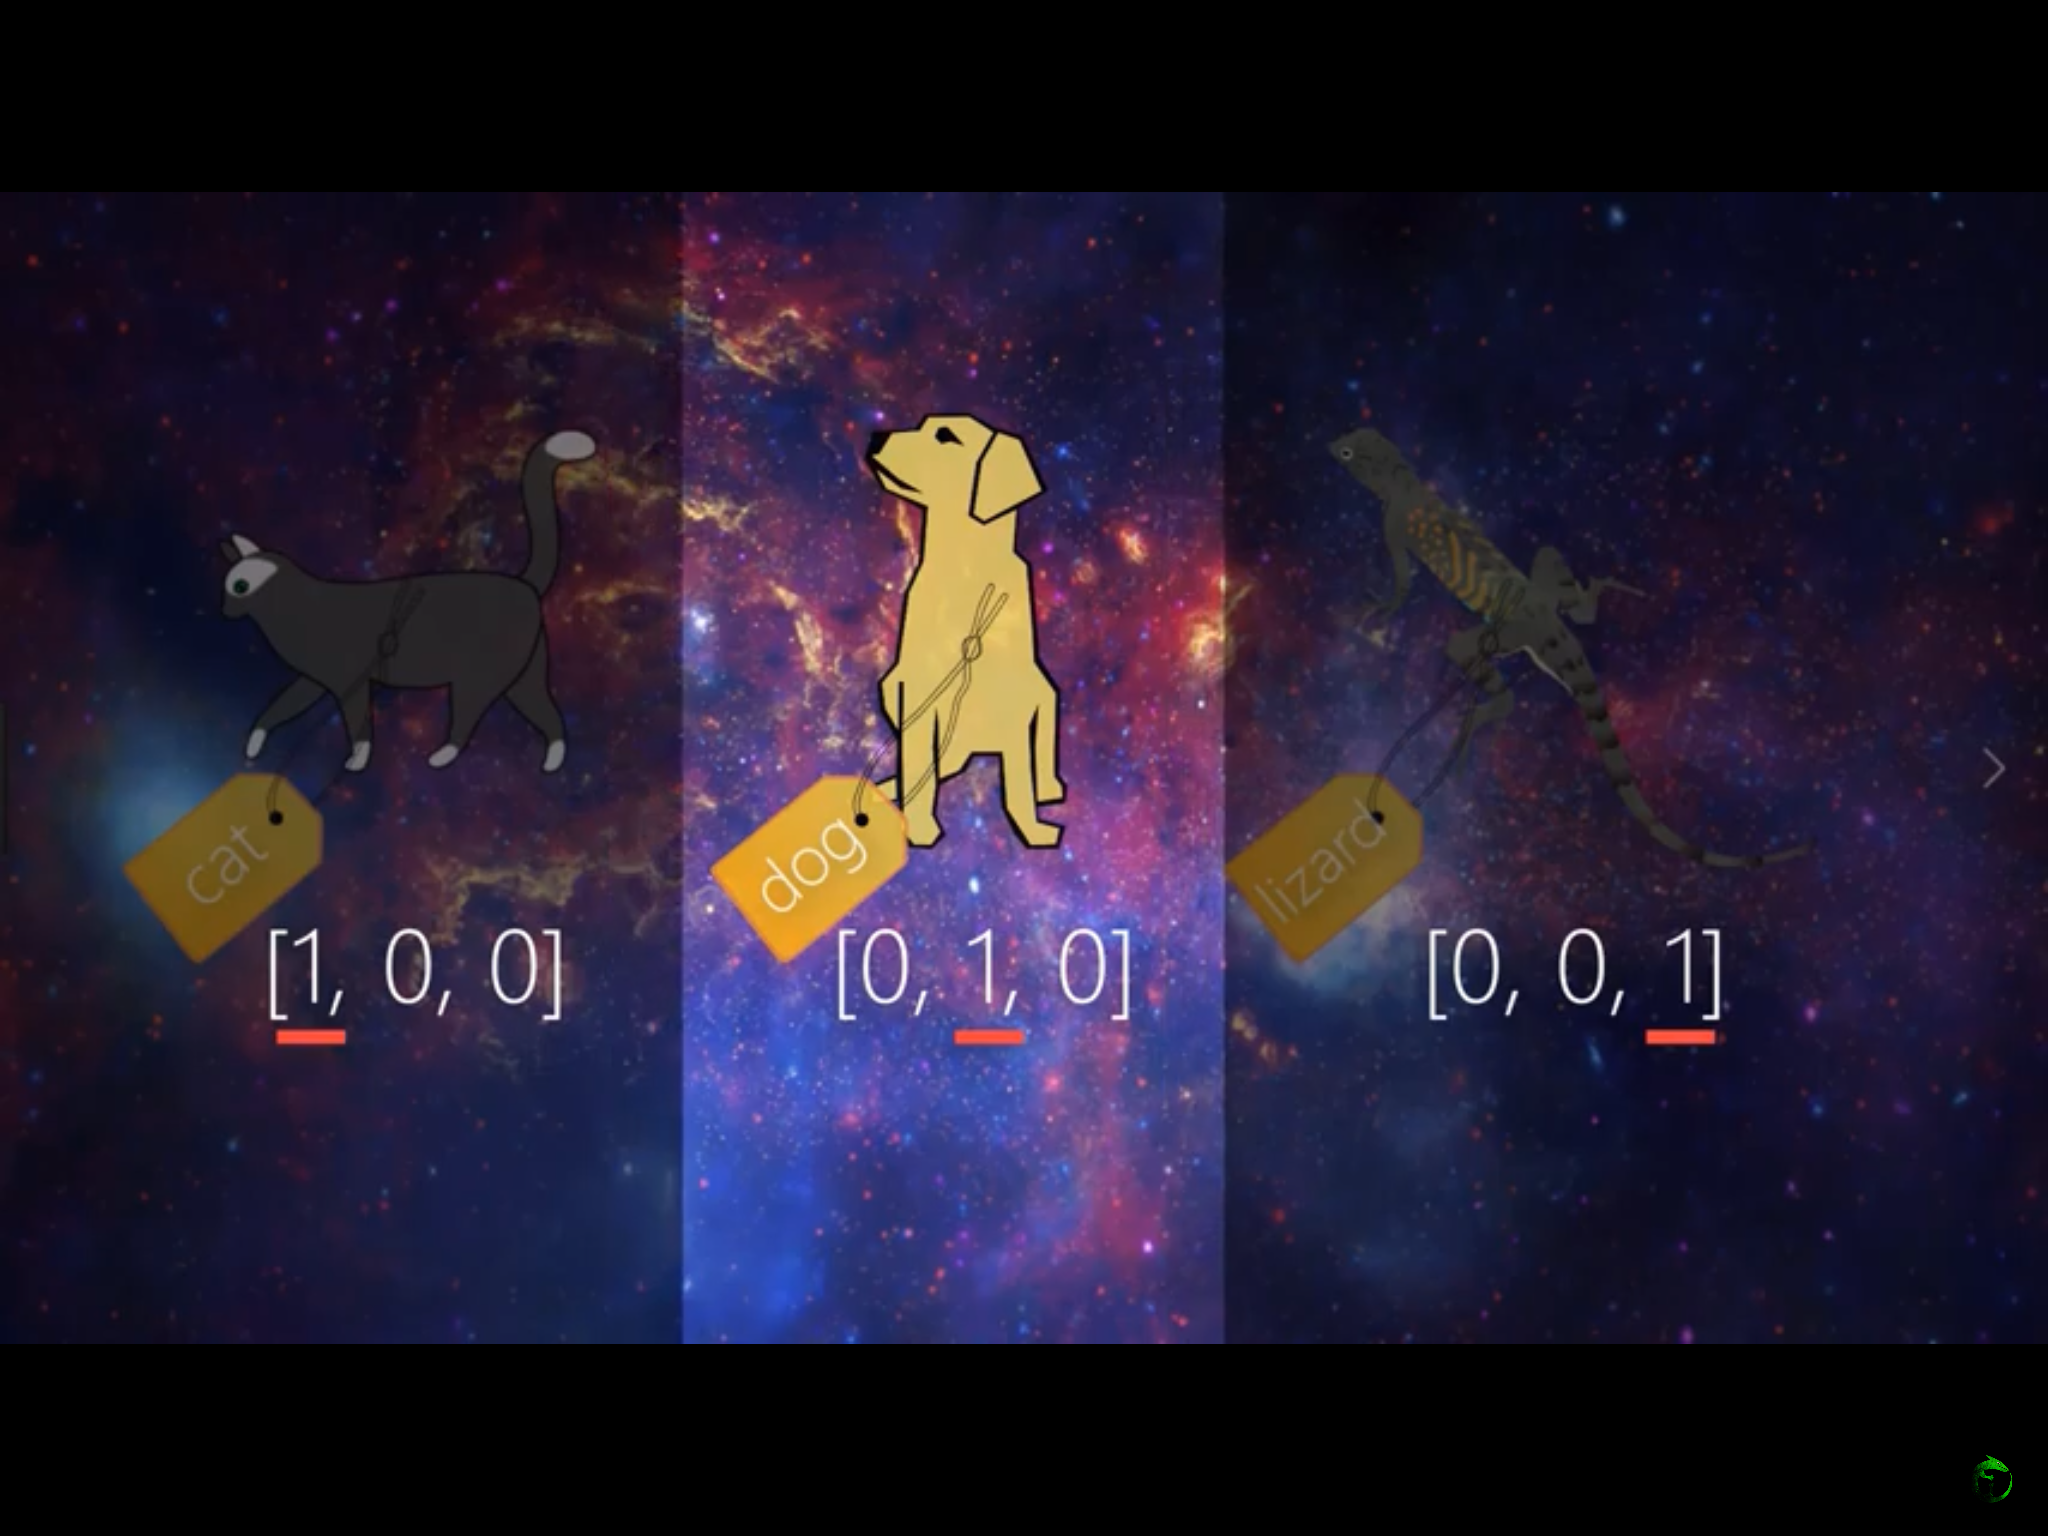 cat
dog
lizard
[1, 0, 0]
[0, 1, 0]
[0, 0, 1]